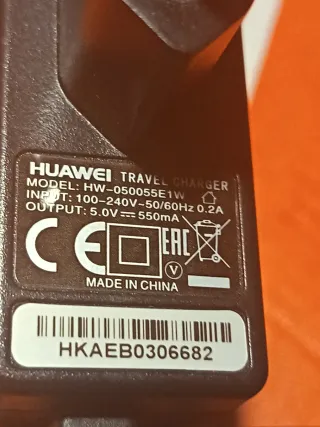 HUAWEI TRAVEL CHARGER
MODEL: HW-050055E1W
INPUT: 100-240V~50/60Hz 0.2A
OUTPUT: 5.0V ⎓ 550mA
CE EAC
V
MADE IN CHINA
HKAEB0306682